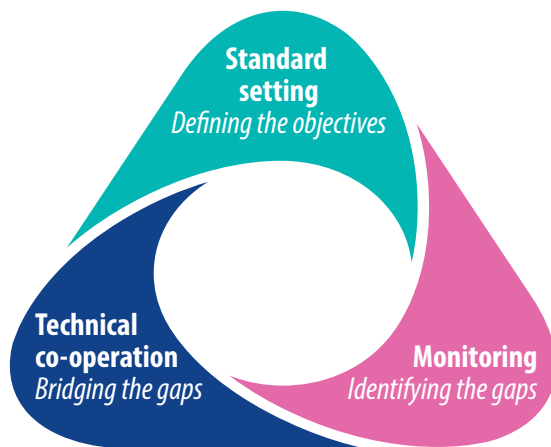 Standard
setting
Defining the objectives
Technical
co-operation
Bridging the gaps
Monitoring
Identifying the gaps